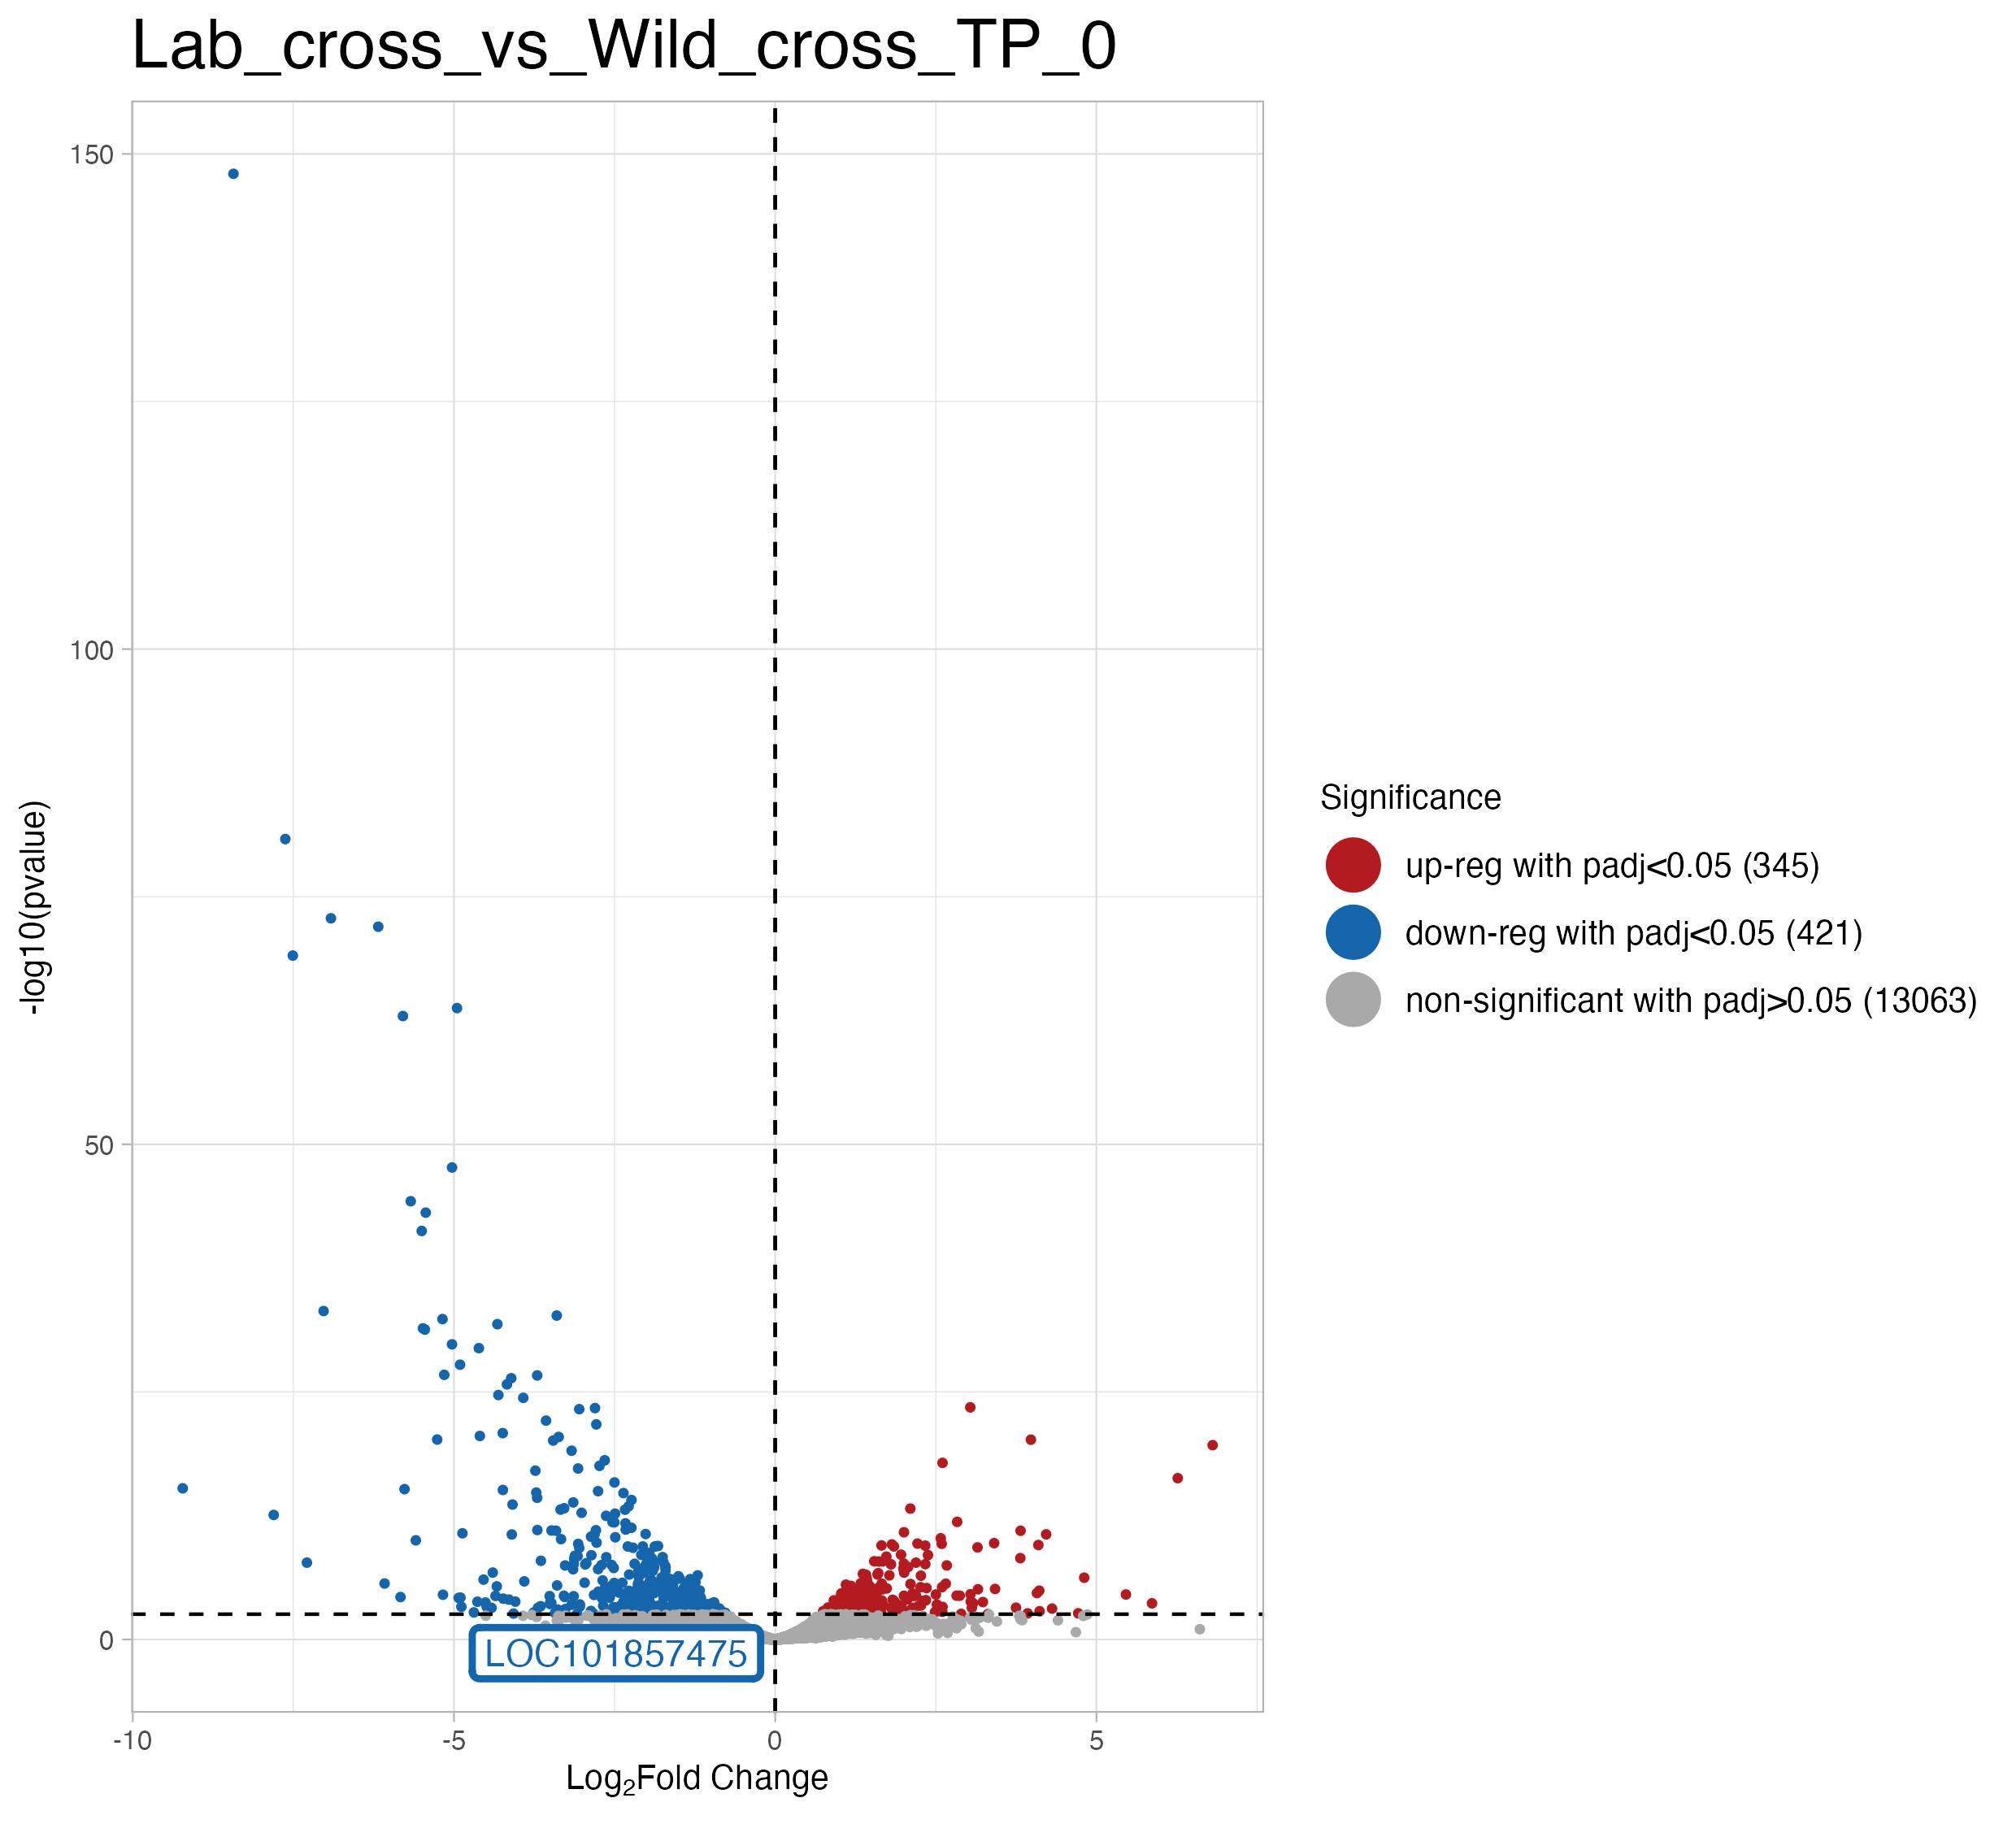 Lab_cross_vs_Wild_cross_TP_0
150
100
50
0
-log10(pvalue)
LOC101857475
-10
-5
0
5
Log₂Fold Change
Significance
up-reg with padj<0.05 (345)
down-reg with padj<0.05 (421)
non-significant with padj>0.05 (13063)